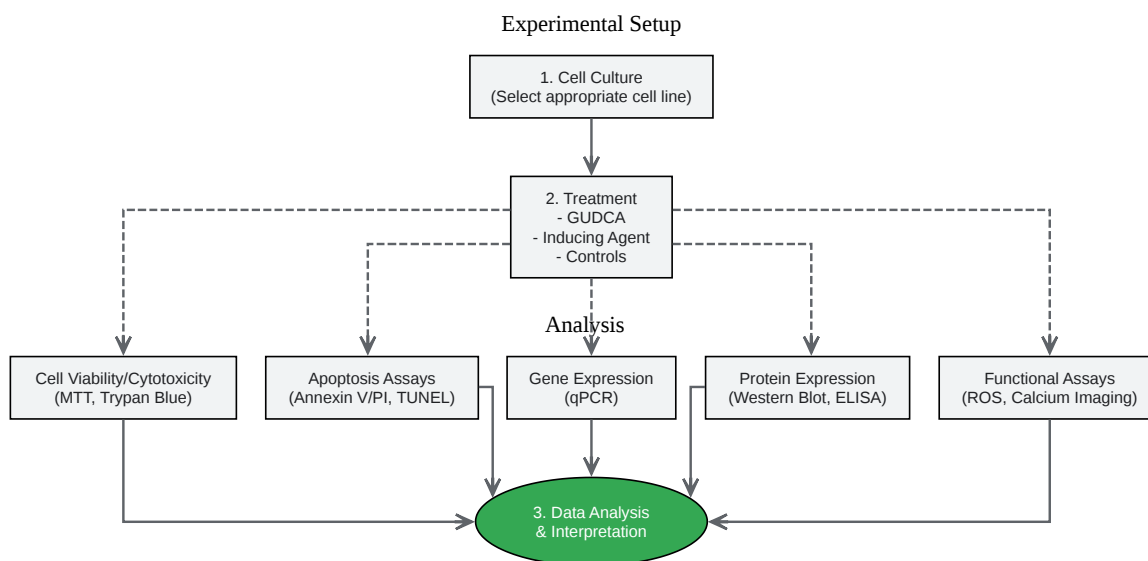 Experimental Setup
1. Cell Culture
(Select appropriate cell line)
2. Treatment
- GUDCA
- Inducing Agent
- Controls
Analysis
Cell Viability/Cytotoxicity
(MTT, Trypan Blue)
Apoptosis Assays
(Annexin V/PI, TUNEL)
Gene Expression
(qPCR)
Protein Expression
(Western Blot, ELISA)
Functional Assays
(ROS, Calcium Imaging)
3. Data Analysis
& Interpretation